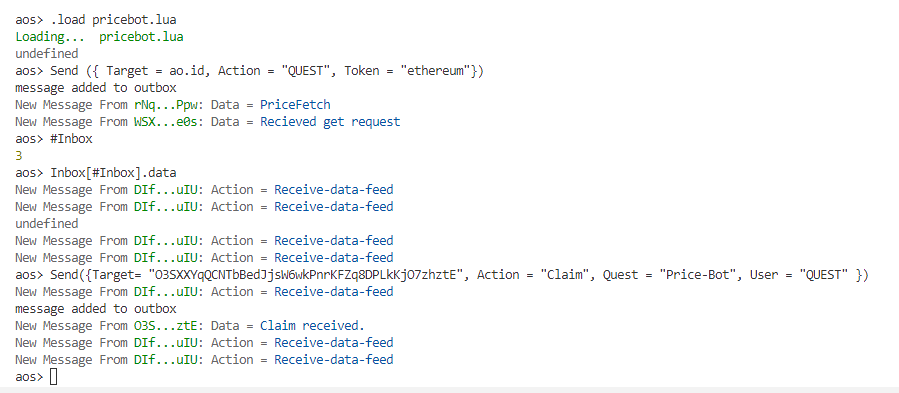 aos> .load pricebot.lua
Loading...  pricebot.lua
undefined
aos> Send ({ Target = ao.id, Action = "QUEST", Token = "ethereum"})
message added to outbox
New Message From rNq...Ppw: Data = PriceFetch
New Message From WSX...e0s: Data = Recieved get request
aos> #Inbox
3
aos> Inbox[#Inbox].data
New Message From DIf...uIU: Action = Receive-data-feed
New Message From DIf...uIU: Action = Receive-data-feed
undefined
New Message From DIf...uIU: Action = Receive-data-feed
New Message From DIf...uIU: Action = Receive-data-feed
aos> Send({Target= "O3SXXYqQCNTbBedJjsW6wkPnrKFZq8DPLkKjO7zhztE", Action = "Claim", Quest = "Price-Bot", User = "QUEST" })
New Message From DIf...uIU: Action = Receive-data-feed
message added to outbox
New Message From O3S...ztE: Data = Claim received.
New Message From DIf...uIU: Action = Receive-data-feed
New Message From DIf...uIU: Action = Receive-data-feed
aos>